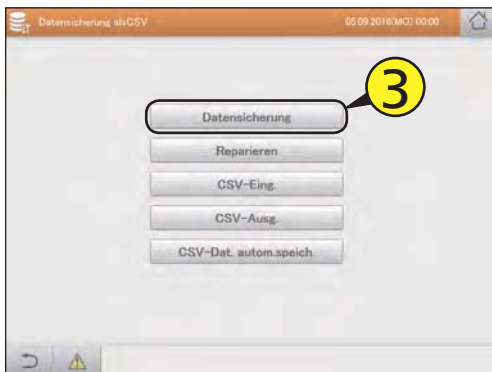 Datensicherung alsCSV 05.09.2016(MO) 00:00
3
Datensicherung
Reparieren
CSV-Eing.
CSV-Ausg.
CSV-Dat. autom.speich.